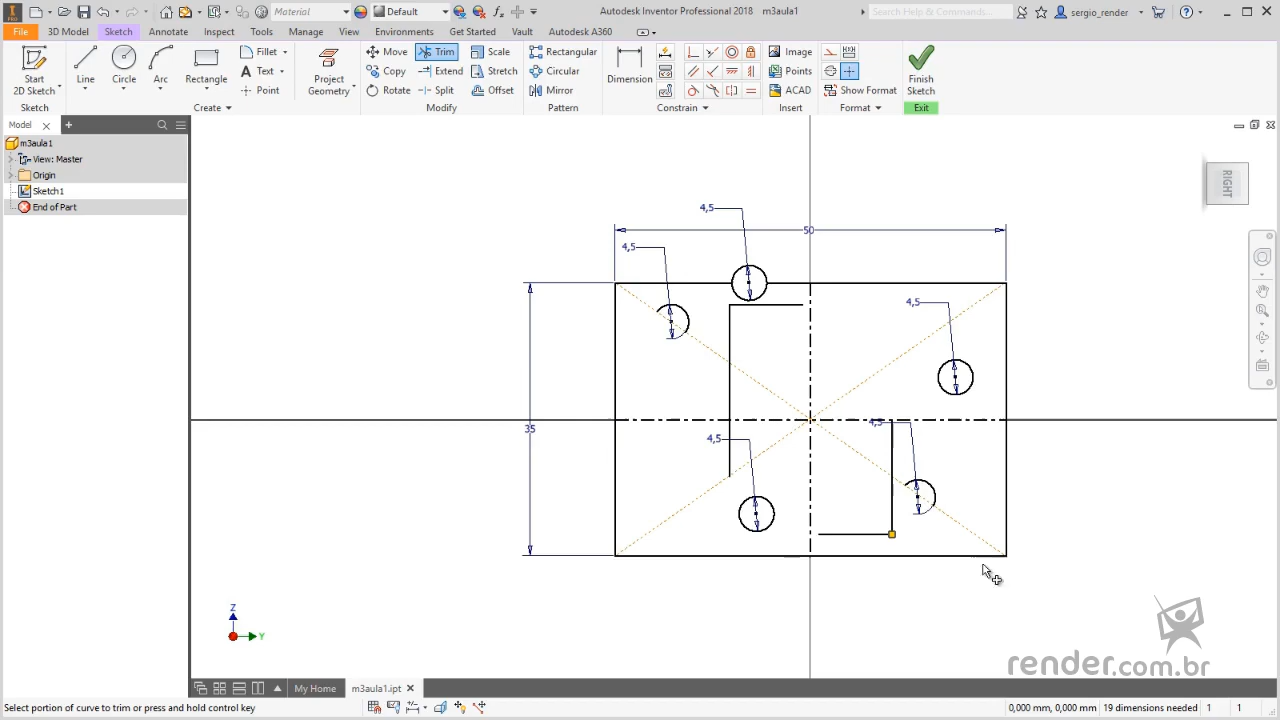 Material
Default
Autodesk Inventor Professional 2018 m3aula1
Search Help & Commands...
sergio_render
File
3D Model
Sketch
Annotate
Inspect
Tools
Manage
View
Environments
Get Started
Vault
Autodesk A360
PRO
Start
2D Sketch
Line
Circle
Arc
Rectangle
Fillet
Text
Point
Project
Geometry
Move
Copy
Rotate
Trim
Extend
Split
Scale
Stretch
Offset
Rectangular
Circular
Mirror
Dimension
Image
Points
ACAD
Show Format
Finish
Sketch
Sketch
Create
Modify
Pattern
Constrain
Insert
Format
Exit
Model
m3aula1
View: Master
Origin
Sketch1
End of Part
RIGHT
4,5
50
4,5
4,5
4,5
35
4,5
Z
Y
render.com.br
My Home
m3aula1.ipt
Select portion of curve to trim or press and hold control key
0,000 mm, 0,000 mm
19 dimensions needed
1
1